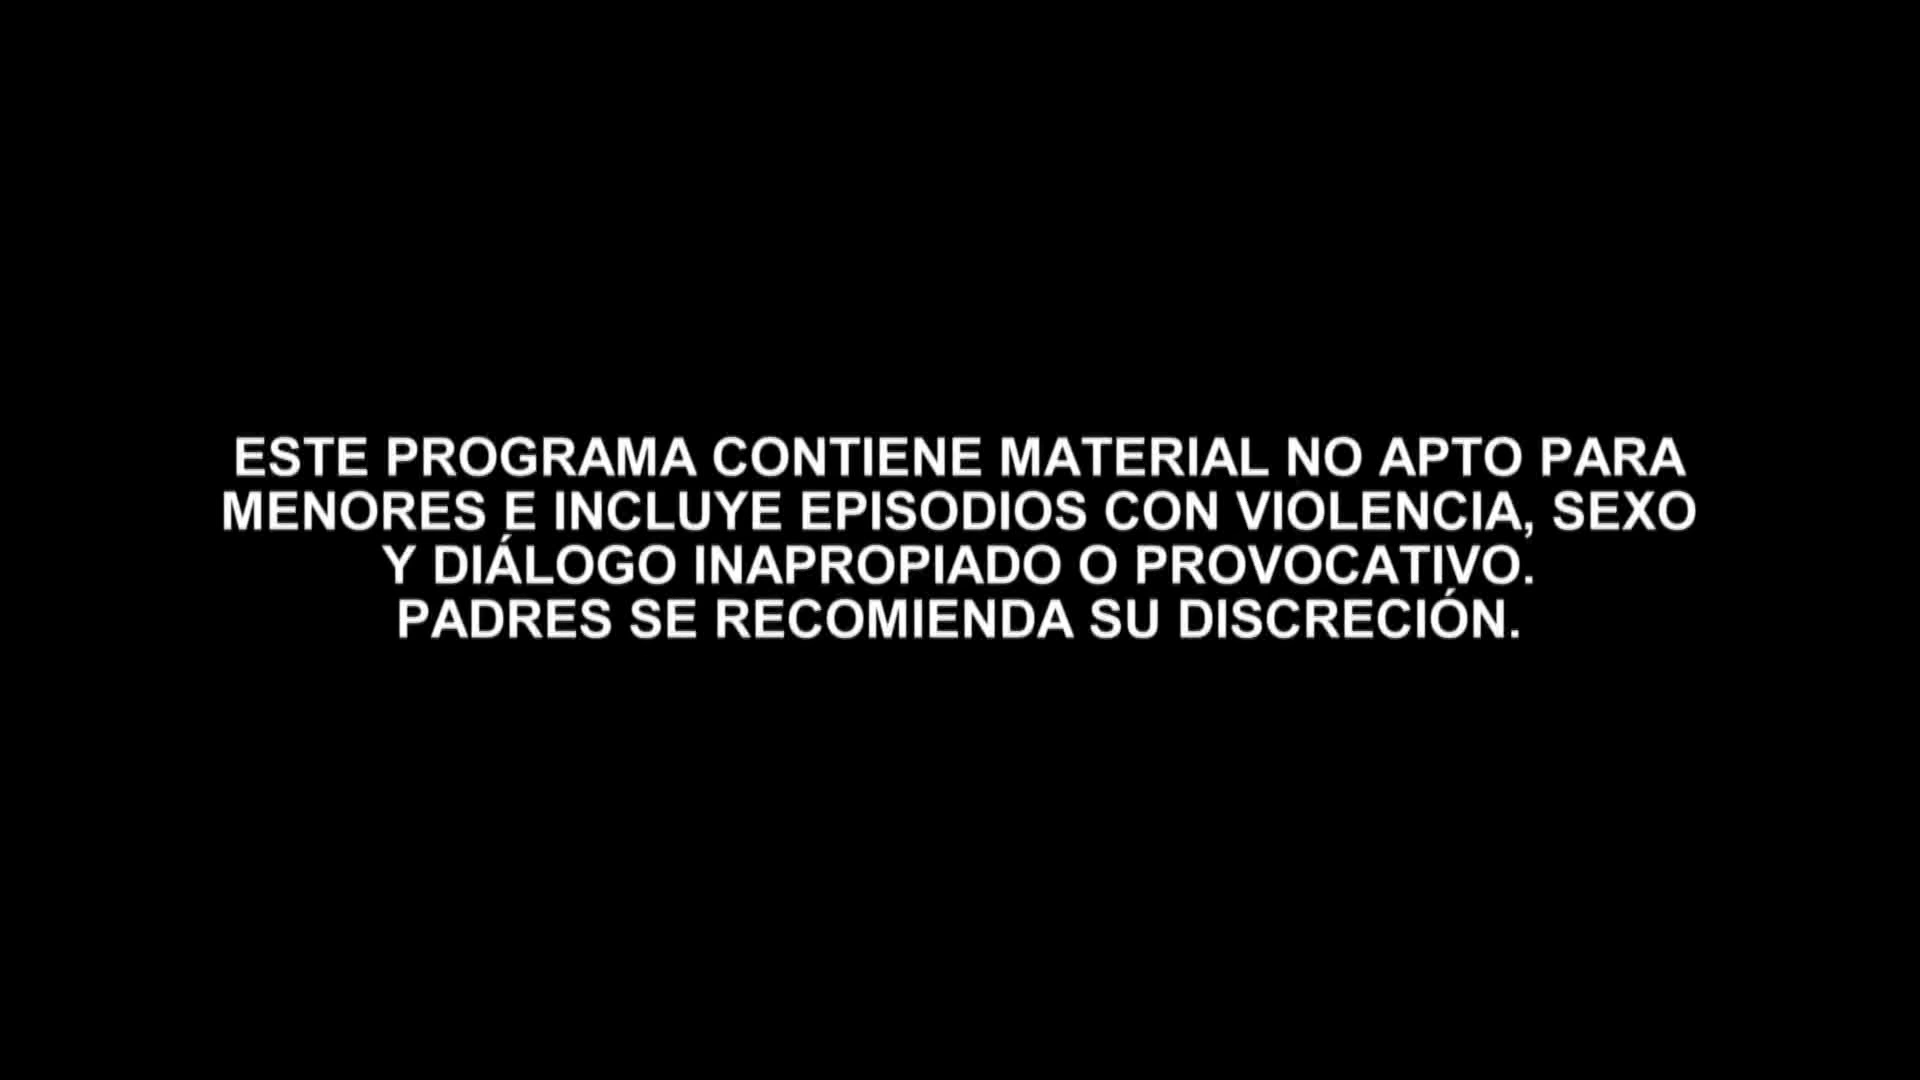 ESTE PROGRAMA CONTIENE MATERIAL NO APTO PARA
MENORES E INCLUYE EPISODIOS CON VIOLENCIA, SEXO
Y DIÁLOGO INAPROPIADO O PROVOCATIVO.
PADRES SE RECOMIENDA SU DISCRECIÓN.